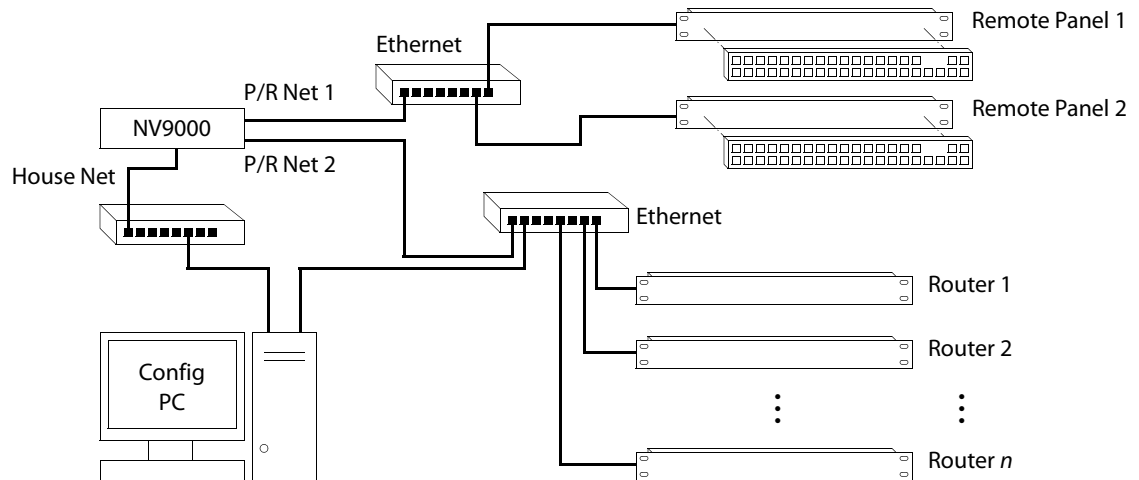 Remote Panel 1
Ethernet
P/R Net 1
NV9000
Remote Panel 2
P/R Net 2
House Net
Ethernet
Router 1
Router 2
Config
PC
Router n